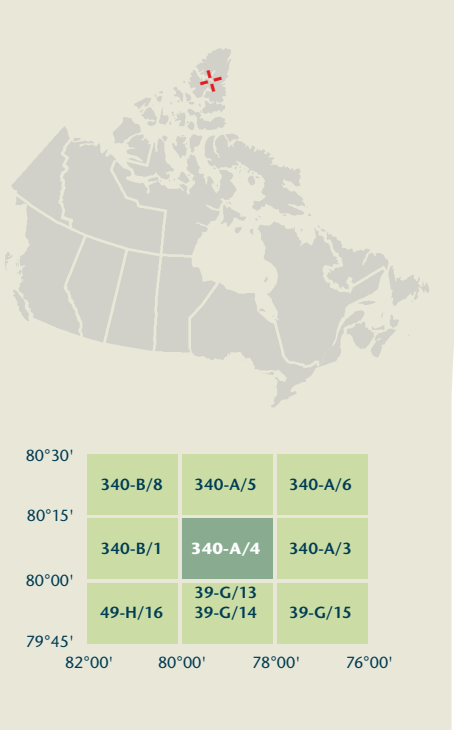 80°30'
340-B/8 340-A/5 340-A/6
80°15'
340-B/1 340-A/4 340-A/3
80°00'
39-G/13
49-H/16 39-G/14 39-G/15
79°45'
82°00' 80°00' 78°00' 76°00'